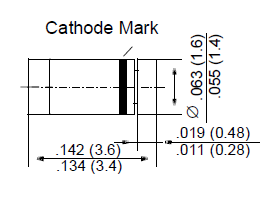 Cathode Mark
⌀ .063 (1.6)
.055 (1.4)
.019 (0.48)
.011 (0.28)
.142 (3.6)
.134 (3.4)